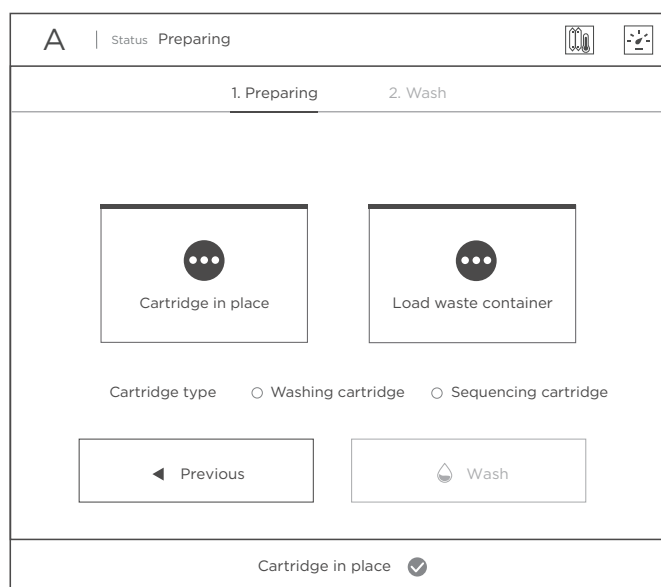 A | Status Preparing
1. Preparing 2. Wash
Cartridge in place Load waste container
Cartridge type Washing cartridge Sequencing cartridge
Previous Wash
Cartridge in place